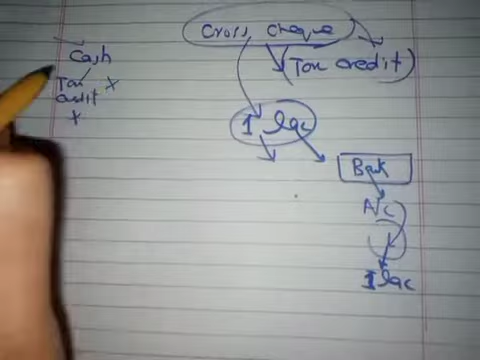 Cross cheque
Cash
(Tax credit)
Tax
credit x
x
1 lac
Bank
A/c
1 lac